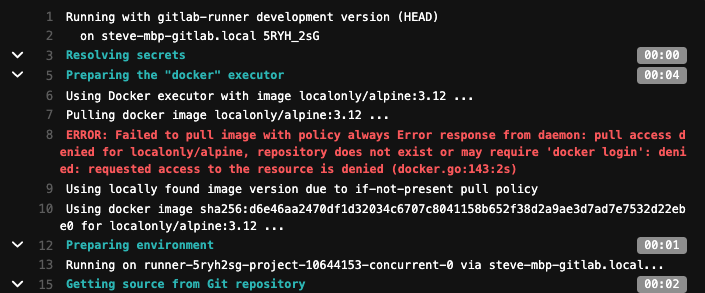 1 Running with gitlab-runner development version (HEAD)
2 on steve-mbp-gitlab.local 5RYH_2sG
3 Resolving secrets 00:00
5 Preparing the "docker" executor 00:04
6 Using Docker executor with image localonly/alpine:3.12 ...
7 Pulling docker image localonly/alpine:3.12 ...
8 ERROR: Failed to pull image with policy always Error response from daemon: pull access d
enied for localonly/alpine, repository does not exist or may require 'docker login': deni
ed: requested access to the resource is denied (docker.go:143:2s)
9 Using locally found image version due to if-not-present pull policy
10 Using docker image sha256:d6e46aa2470df1d32034c6707c8041158b652f38d2a9ae3d7ad7e7532d22eb
e0 for localonly/alpine:3.12 ...
12 Preparing environment 00:01
13 Running on runner-5ryh2sg-project-10644153-concurrent-0 via steve-mbp-gitlab.local...
15 Getting source from Git repository 00:02